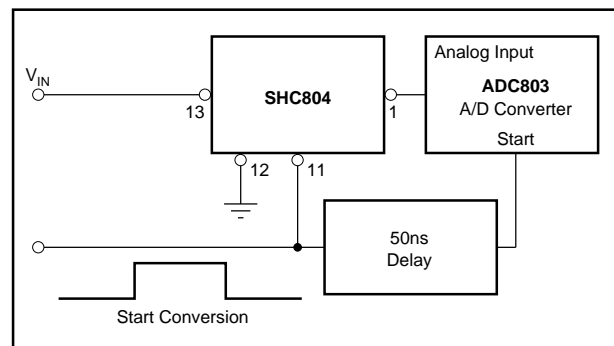 Analog Input
V_IN
SHC804
ADC803
A/D Converter
13
1
Start
12
11
50ns
Delay
Start Conversion